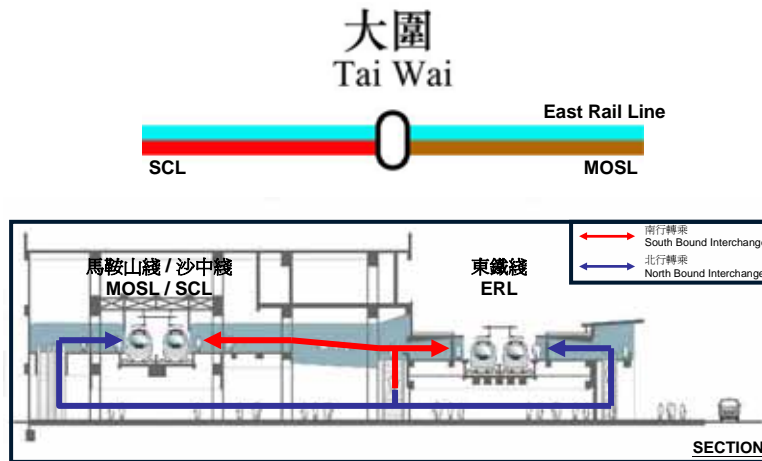 大圍
Tai Wai
East Rail Line
SCL
MOSL
南行轉乘
South Bound Interchange
北行轉乘
North Bound Interchange
馬鞍山綫 / 沙中綫
MOSL / SCL
東鐵綫
ERL
SECTION